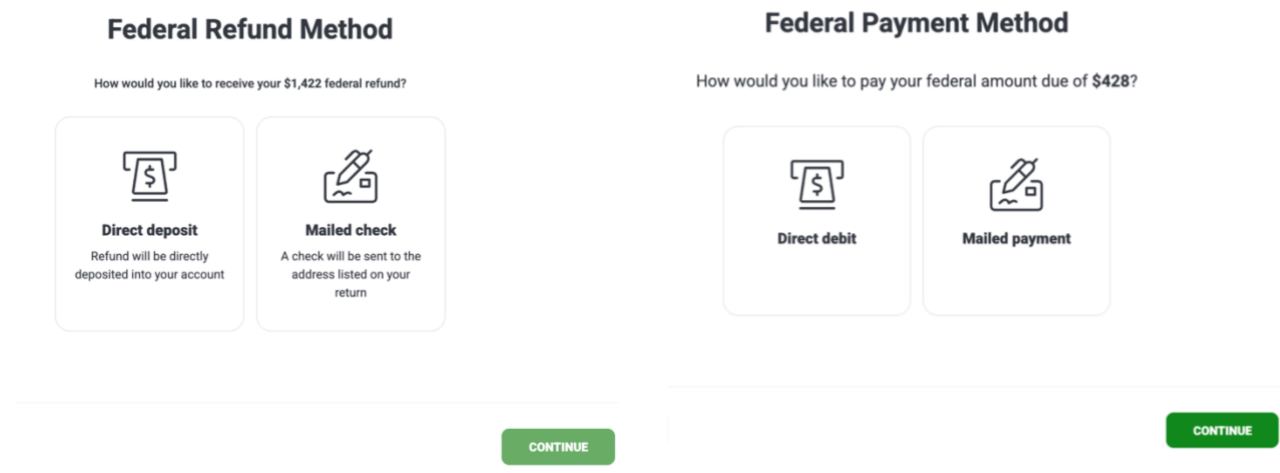 Federal Refund Method
How would you like to receive your $1,422 federal refund?
$
Direct deposit
Refund will be directly
deposited into your account
Mailed check
A check will be sent to the
address listed on your
return
CONTINUE
Federal Payment Method
How would you like to pay your federal amount due of $428?
$
Direct debit
Mailed payment
CONTINUE